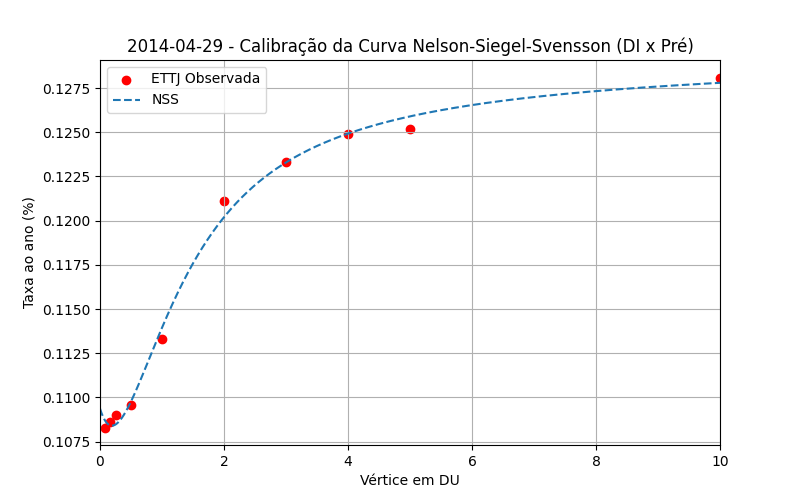 2014-04-29 - Calibração da Curva Nelson-Siegel-Svensson (DI x Pré)
ETTJ Observada
NSS
Taxa ao ano (%)
0.1275
0.1250
0.1225
0.1200
0.1175
0.1150
0.1125
0.1100
0.1075
0 2 4 6 8 10
Vértice em DU